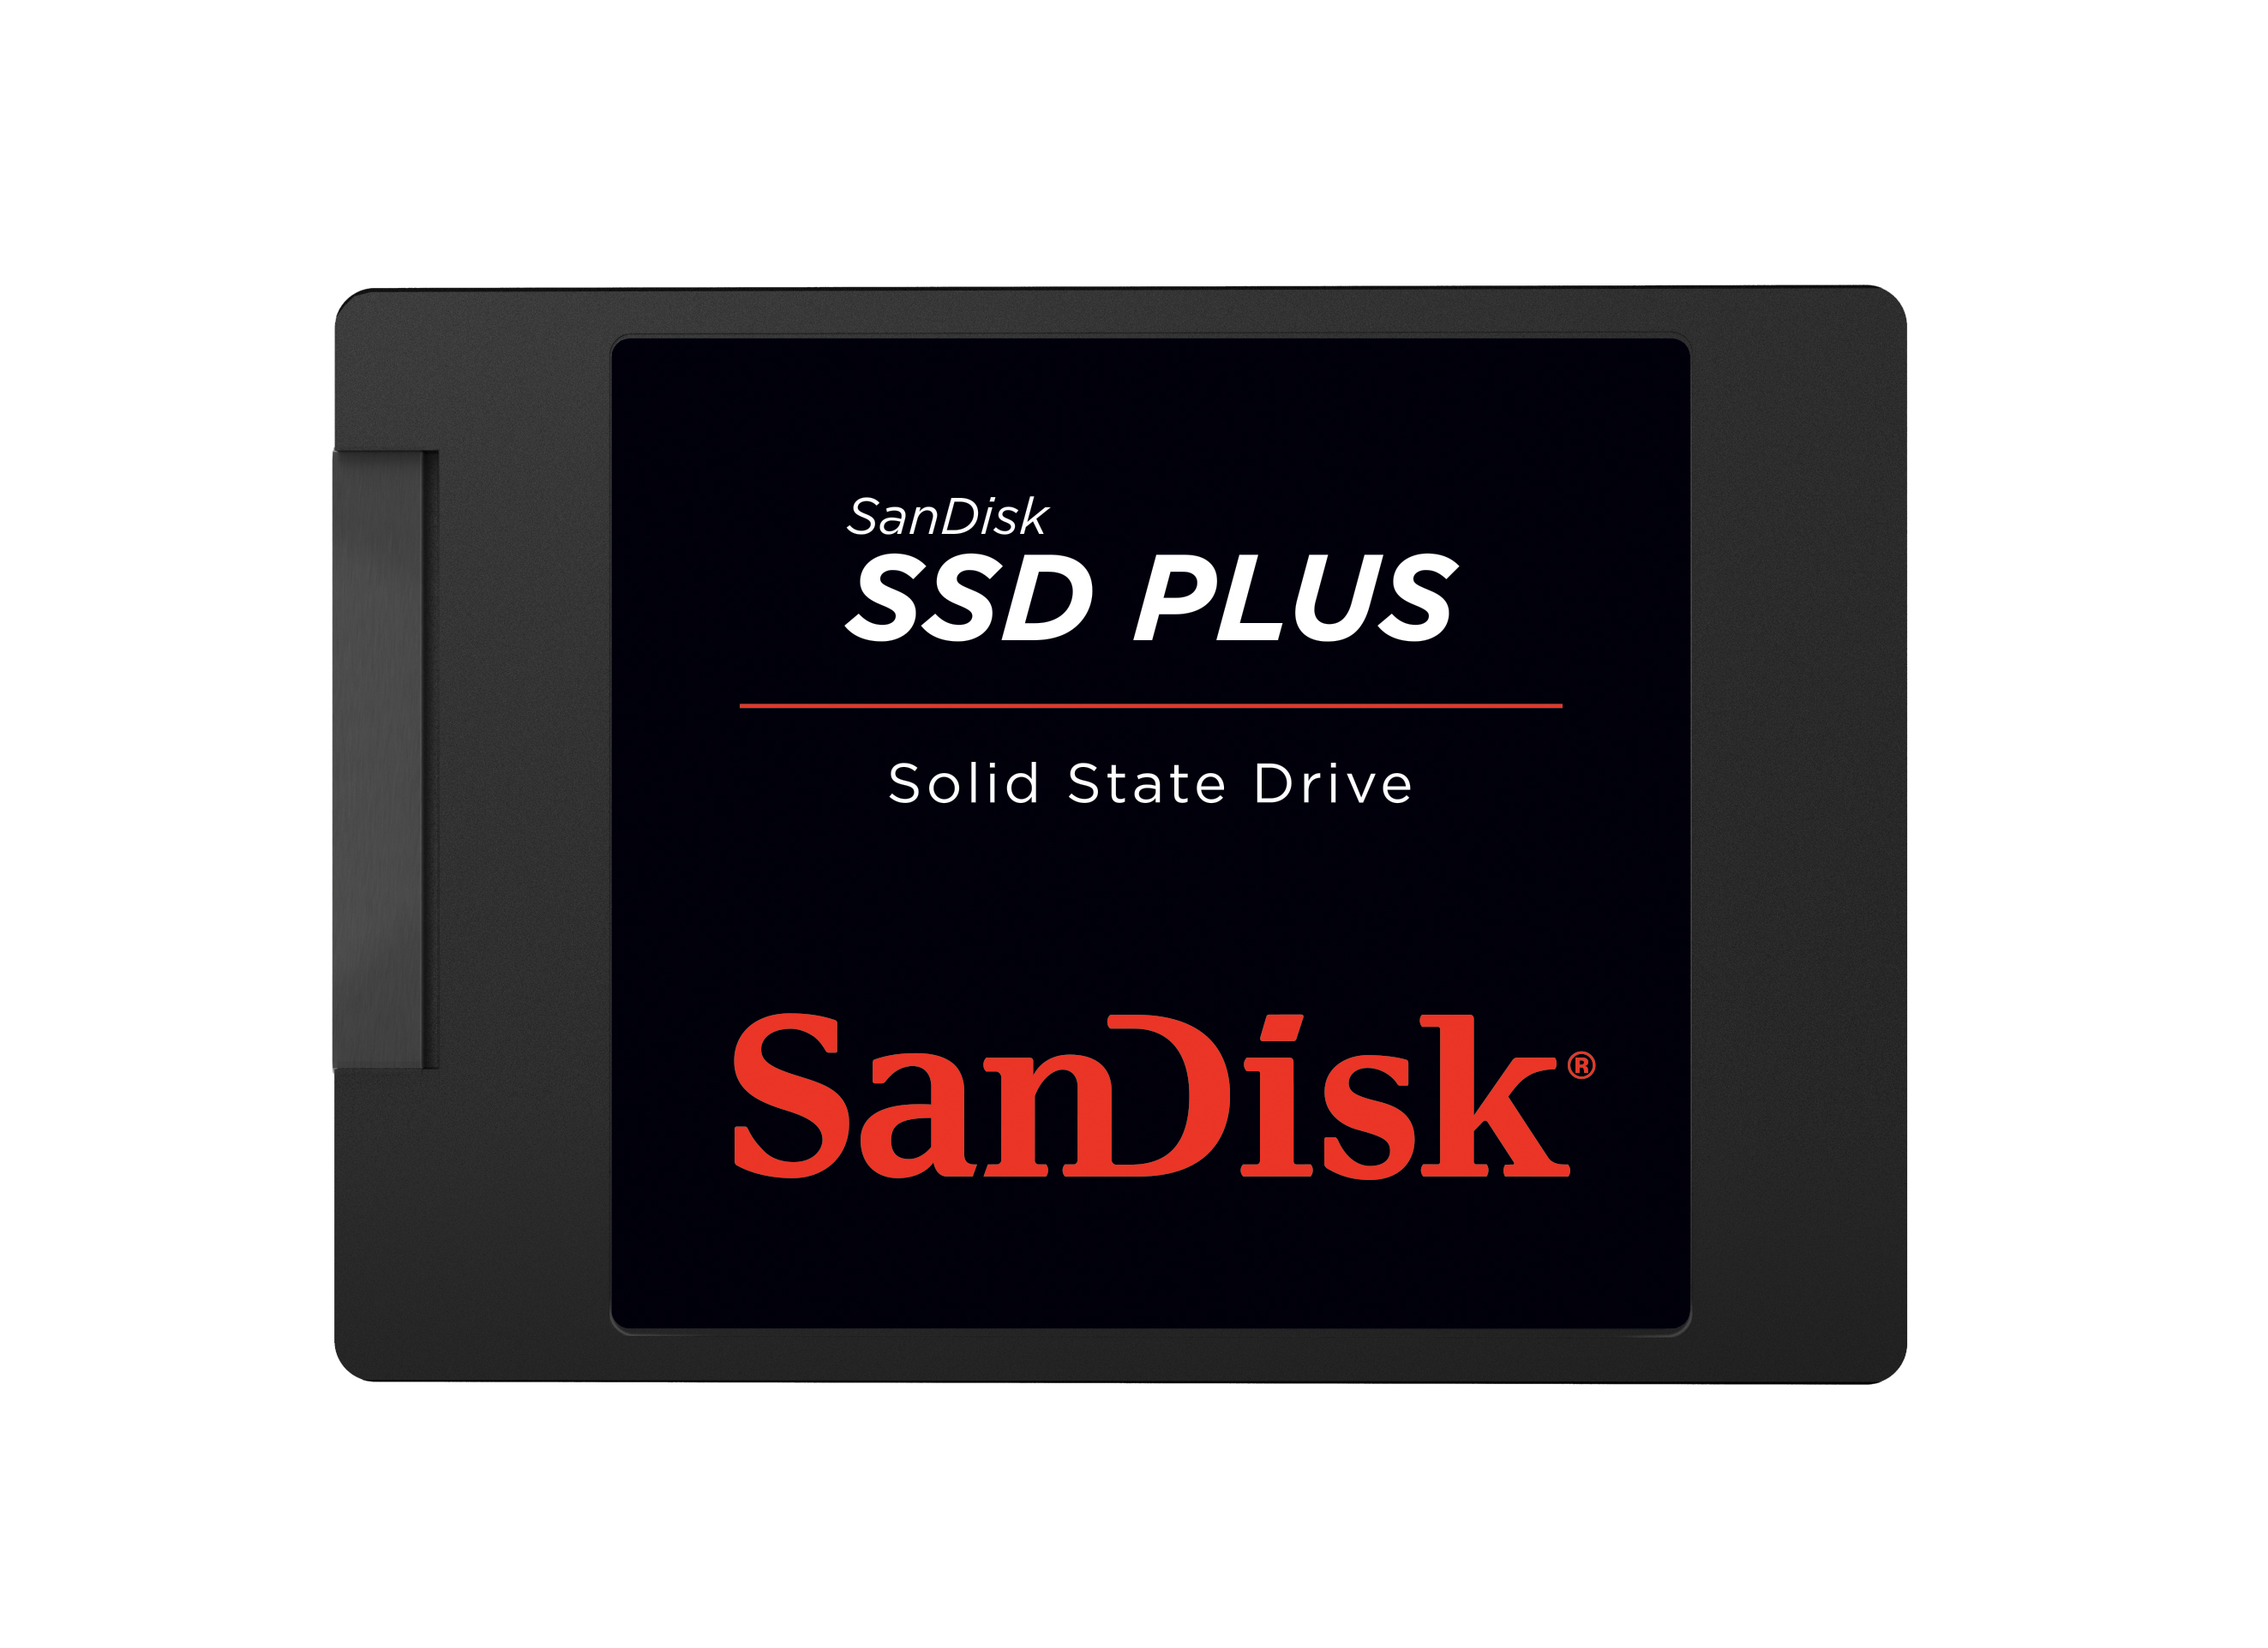 SanDisk
SSD PLUS
Solid State Drive
SanDisk®